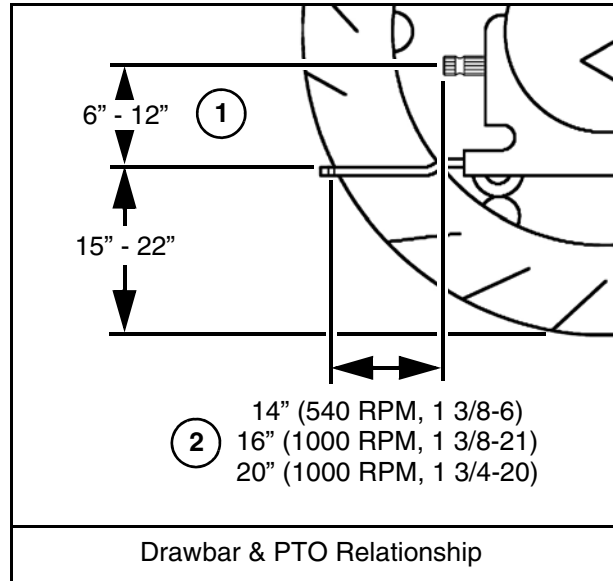 6” - 12”
1
15” - 22”
14” (540 RPM, 1 3/8-6)
2
16” (1000 RPM, 1 3/8-21)
20” (1000 RPM, 1 3/4-20)
Drawbar & PTO Relationship